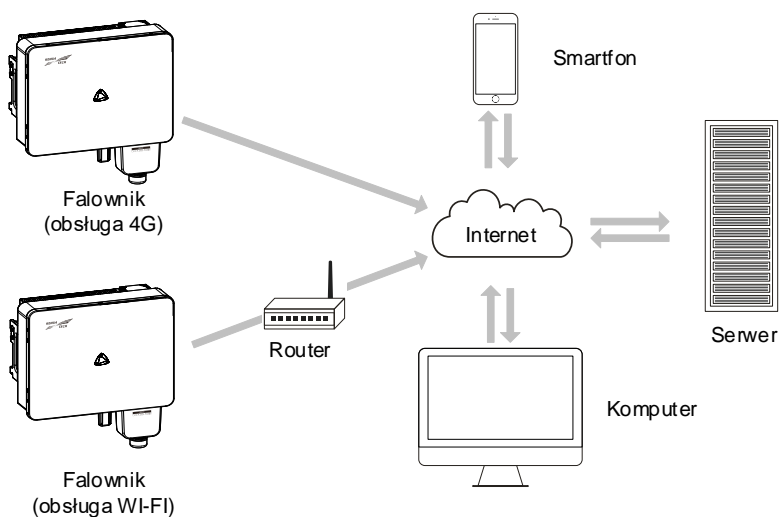 Smartfon
Falownik
(obsługa 4G)
Internet
Serwer
Router
Komputer
Falownik
(obsługa WI-FI)